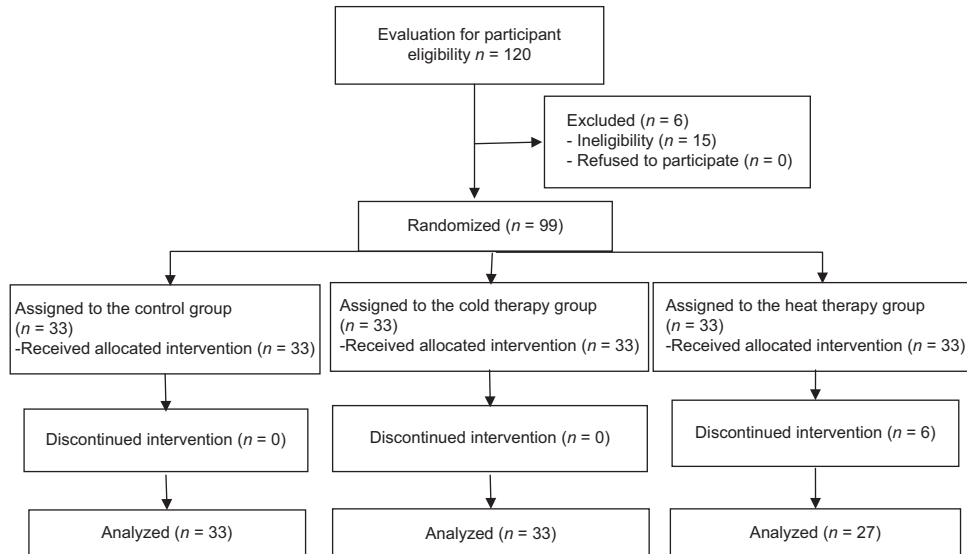 Evaluation for participant
eligibility n = 120
Excluded (n = 6)
- Ineligibility (n = 15)
- Refused to participate (n = 0)
Randomized (n = 99)
Assigned to the control group
(n = 33)
-Received allocated intervention (n = 33)
Assigned to the cold therapy group
(n = 33)
-Received allocated intervention (n = 33)
Assigned to the heat therapy group
(n = 33)
-Received allocated intervention (n = 33)
Discontinued intervention (n = 0)
Discontinued intervention (n = 0)
Discontinued intervention (n = 6)
Analyzed (n = 33)
Analyzed (n = 33)
Analyzed (n = 27)